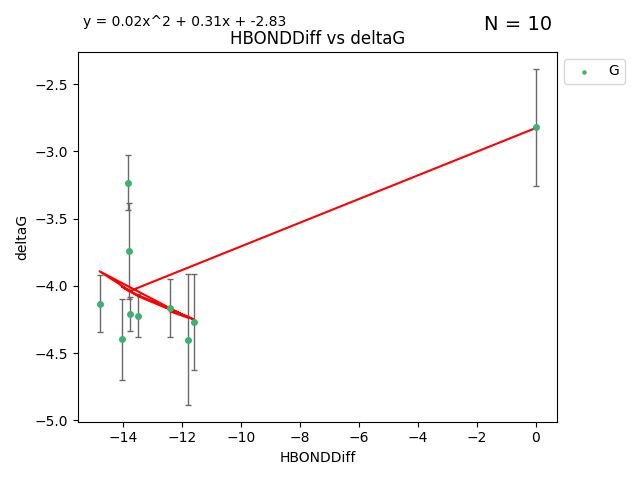 y = 0.02x^2 + 0.31x + -2.83
N = 10
HBONDDiff vs deltaG
G
−2.5
−3.0
−3.5
−4.0
−4.5
−5.0
deltaG
−14 −12 −10 −8 −6 −4 −2 0
HBONDDiff